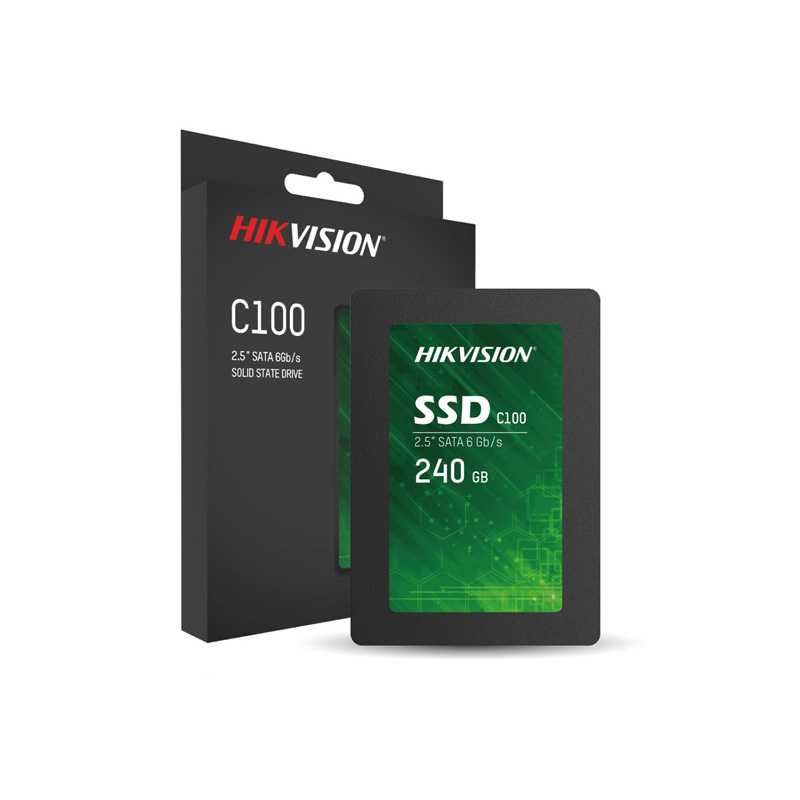 HIKVISION®
C100
2.5" SATA 6Gb/s
SOLID STATE DRIVE
HIKVISION®
SSD C100
2.5" SATA 6 Gb/s
240 GB